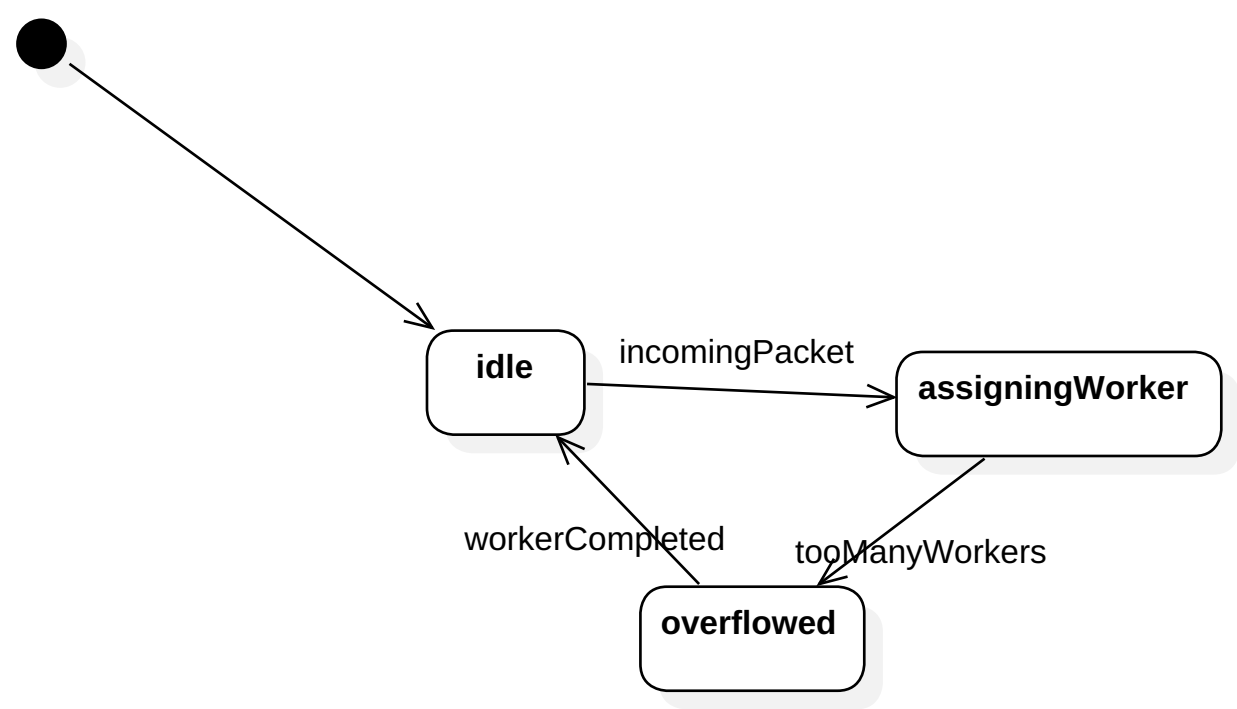 incomingPacket
idle
assigningWorker
workerCompleted
tooManyWorkers
overflowed